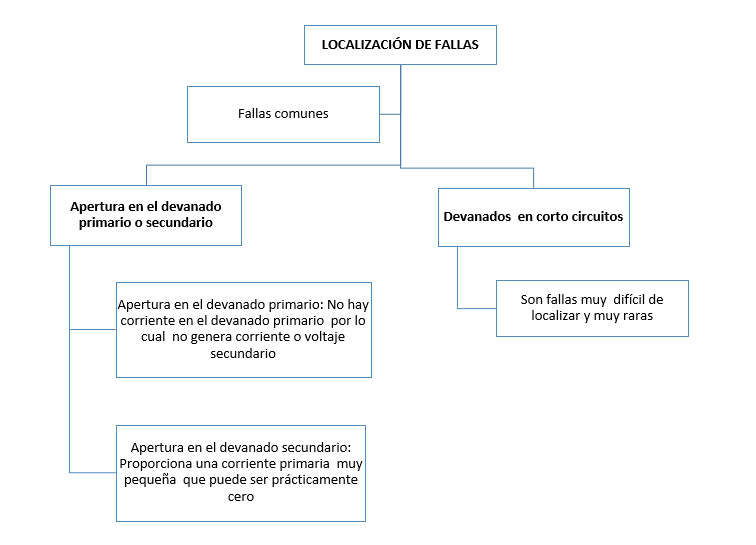 LOCALIZACIÓN DE FALLAS
Fallas comunes
Apertura en el devanado
primario o secundario
Apertura en el devanado primario: No hay
corriente en el devanado primario por lo
cual no genera corriente o voltaje
secundario
Apertura en el devanado secundario:
Proporciona una corriente primaria muy
pequeña que puede ser prácticamente
cero
Devanados en corto circuitos
Son fallas muy difícil de
localizar y muy raras